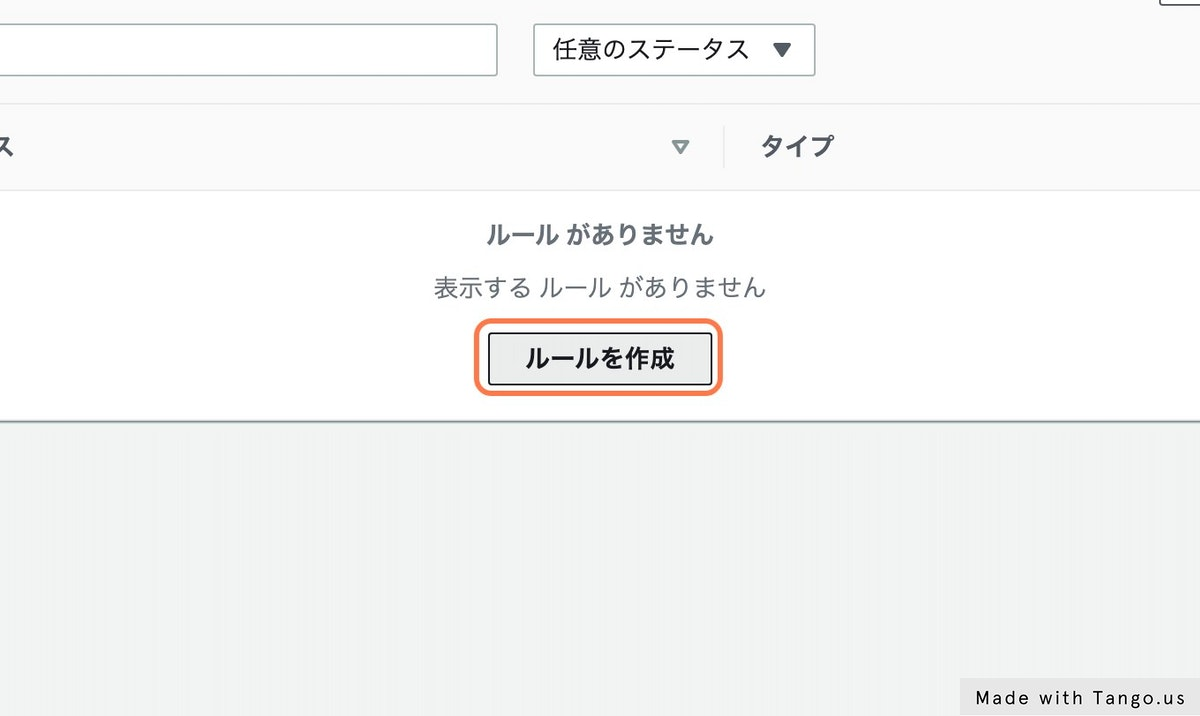 任意のステータス
ス
タイプ
ルール がありません
表示する ルール がありません
ルールを作成
Made with Tango.us